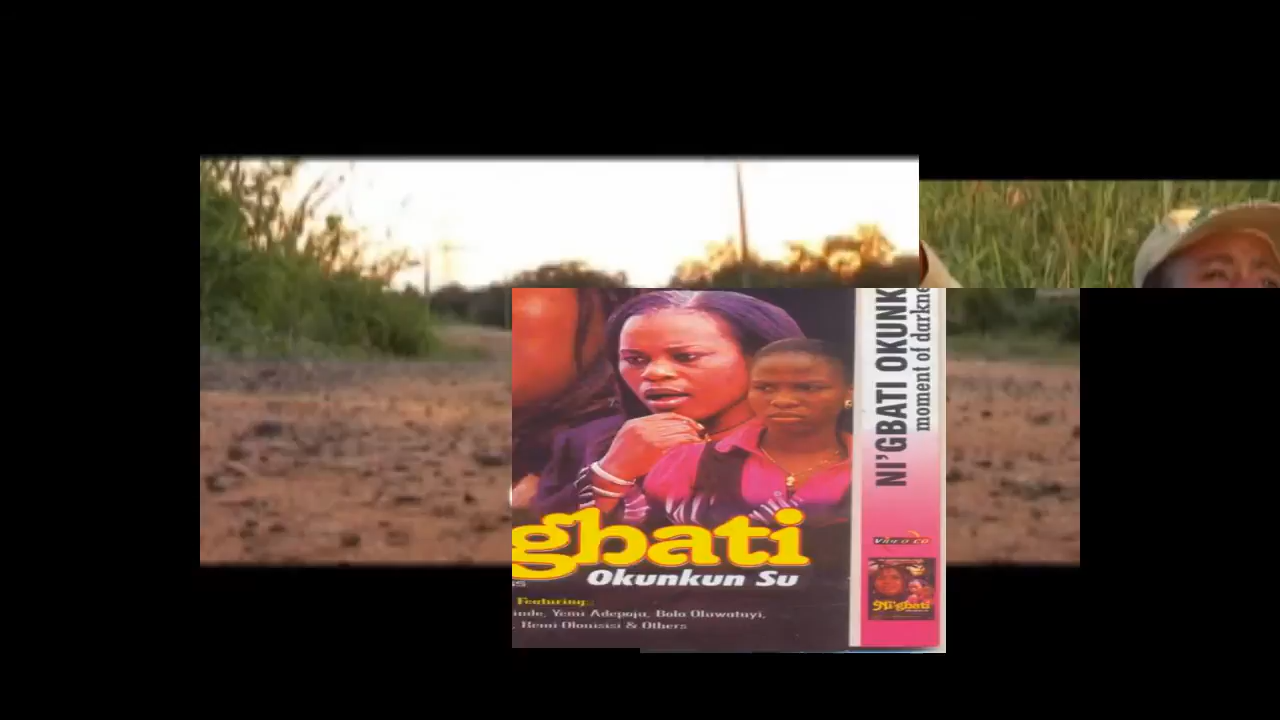 gbati
Okunkun Su
Featuring:
Yemi Adepoju, Bola Oluwatuyi,
, Remi Olonisisi & Others
NI'GBATI OKUNK
moment of darkne
VIDEO CD
Ni'gbati